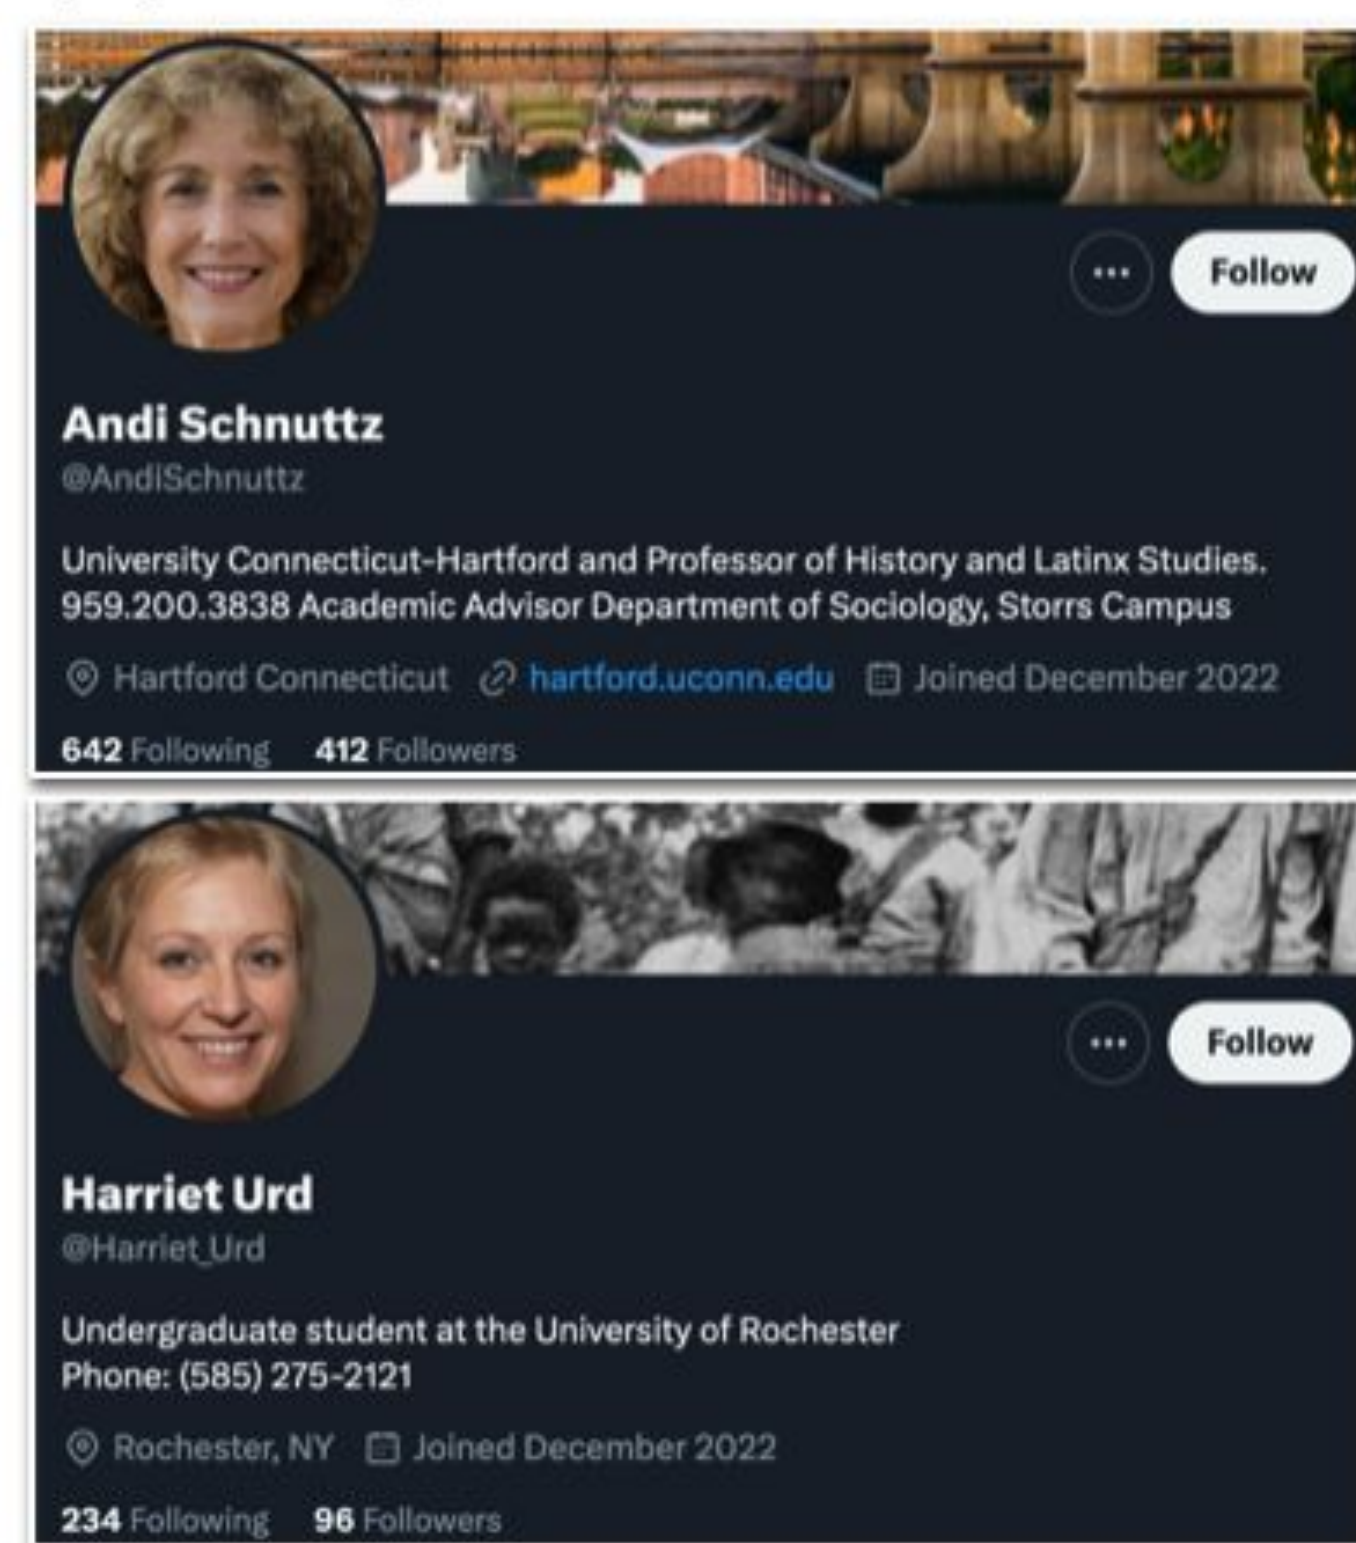 Follow
Andi Schnuttz
@AndiSchnuttz
University Connecticut-Hartford and Professor of History and Latinx Studies.
959.200.3838 Academic Advisor Department of Sociology, Storrs Campus
Hartford Connecticut hartford.uconn.edu Joined December 2022
642 Following 412 Followers
Follow
Harriet Urd
@Harriet_Urd
Undergraduate student at the University of Rochester
Phone: (585) 275-2121
Rochester, NY Joined December 2022
234 Following 96 Followers